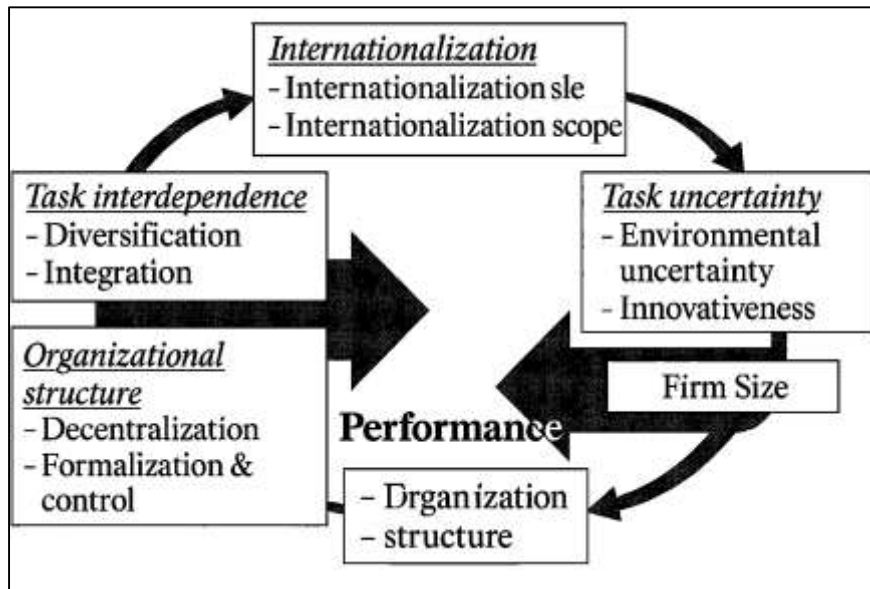 Internationalization
- Internationalization sle
- Internationalization scope
Task interdependence
- Diversification
- Integration
Task uncertainty
- Environmental
uncertainty
- Innovativeness
Organizational
structure
- Decentralization
- Formalization &
control
Firm Size
Performance
- Drganization
- structure